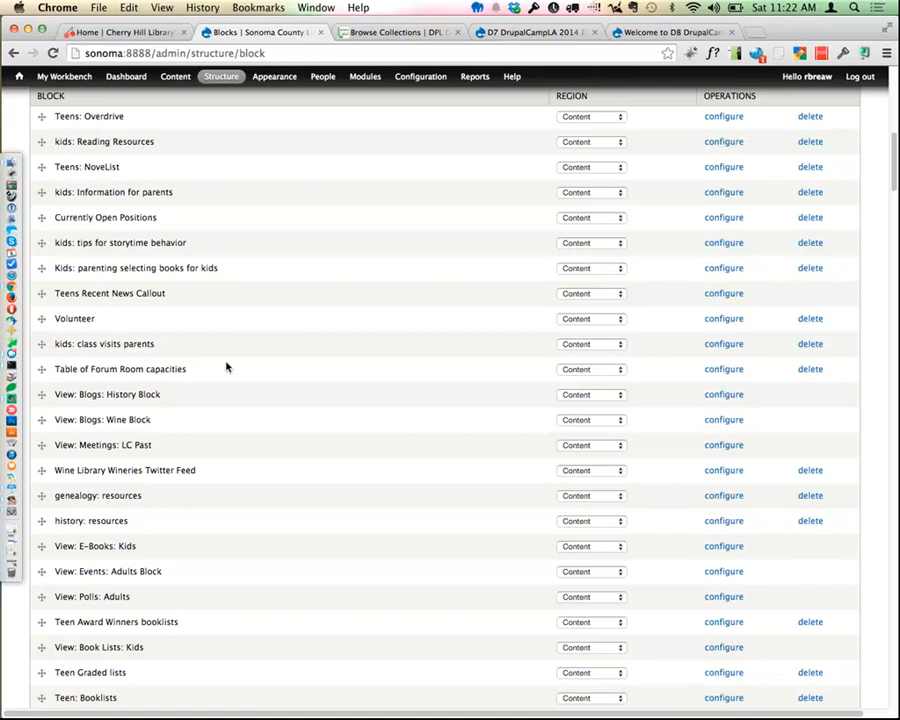 Chrome File Edit View History Bookmarks Window Help Sat 11:22 AM
Home | Cherry Hill Library Blocks | Sonoma County L Browse Collections | DPL D D7 DrupalCampLA 2014 D Welcome to D8 DrupalCam
sonoma:8888/admin/structure/block
My Workbench Dashboard Content Structure Appearance People Modules Configuration Reports Help Hello rbreaw Log out
BLOCK REGION OPERATIONS
Teens: Overdrive Content configure delete
kids: Reading Resources Content configure delete
Teens: NoveList Content configure delete
kids: Information for parents Content configure delete
Currently Open Positions Content configure delete
kids: tips for storytime behavior Content configure delete
Kids: parenting selecting books for kids Content configure delete
Teens Recent News Callout Content configure
Volunteer Content configure delete
kids: class visits parents Content configure delete
Table of Forum Room capacities Content configure delete
View: Blogs: History Block Content configure
View: Blogs: Wine Block Content configure
View: Meetings: LC Past Content configure
Wine Library Wineries Twitter Feed Content configure delete
genealogy: resources Content configure delete
history: resources Content configure delete
View: E-Books: Kids Content configure
View: Events: Adults Block Content configure
View: Polls: Adults Content configure
Teen Award Winners booklists Content configure delete
View: Book Lists: Kids Content configure
Teen Graded lists Content configure delete
Teen: Booklists Content configure delete